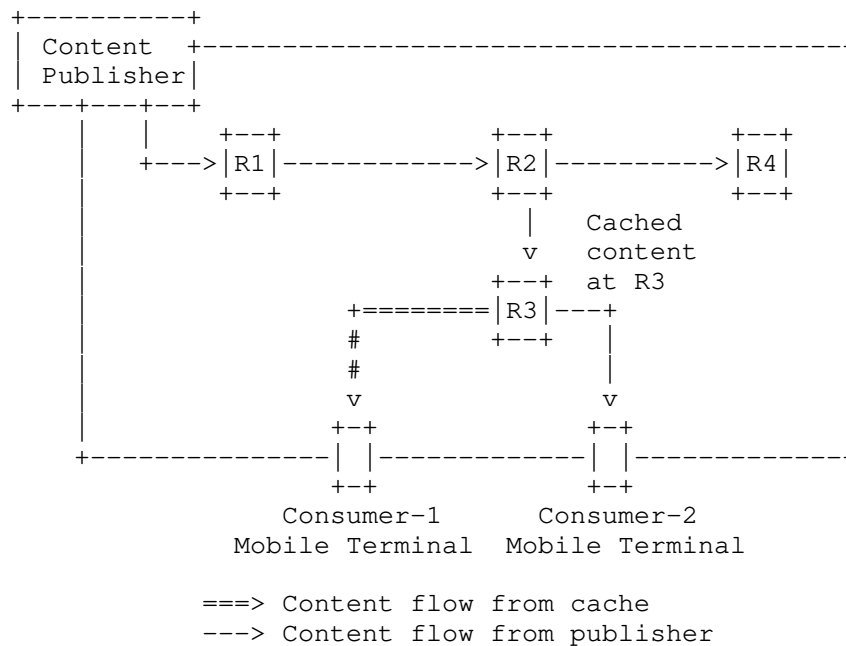 Content
Publisher
R1 R2 R4
Cached
content
at R3
R3
Consumer-1 Consumer-2
Mobile Terminal Mobile Terminal
===> Content flow from cache
---> Content flow from publisher